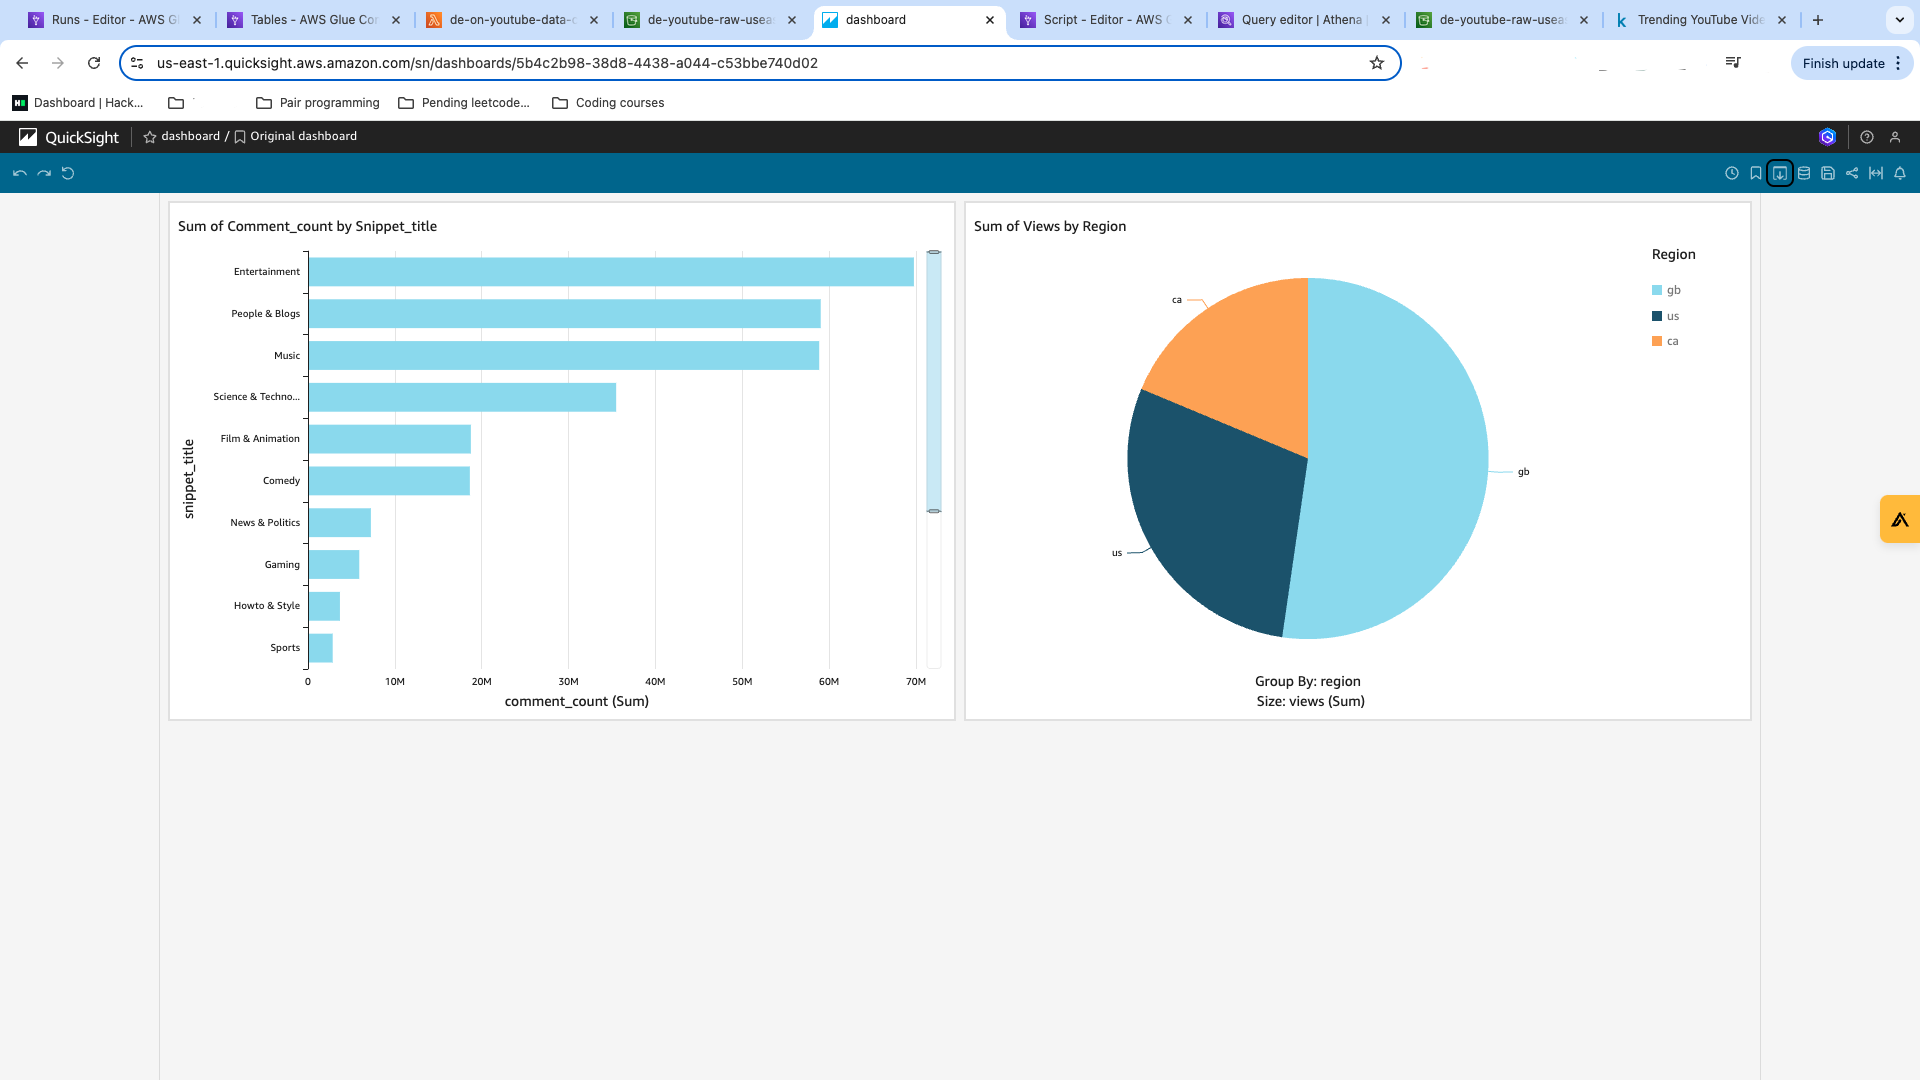 Runs - Editor - AWS Gl
Tables - AWS Glue Con
de-on-youtube-data-c
de-youtube-raw-useas
dashboard
Script - Editor - AWS G
Query editor | Athena |
de-youtube-raw-useas
Trending YouTube Vide
us-east-1.quicksight.aws.amazon.com/sn/dashboards/5b4c2b98-38d8-4438-a044-c53bbe740d02
Finish update
Dashboard | Hack...
Pair programming
Pending leetcode...
Coding courses
QuickSight
dashboard / Original dashboard
Sum of Comment_count by Snippet_title
snippet_title
Entertainment
People & Blogs
Music
Science & Techno...
Film & Animation
Comedy
News & Politics
Gaming
Howto & Style
Sports
0 10M 20M 30M 40M 50M 60M 70M
comment_count (Sum)
Sum of Views by Region
Region
gb
us
ca
ca
gb
us
Group By: region
Size: views (Sum)